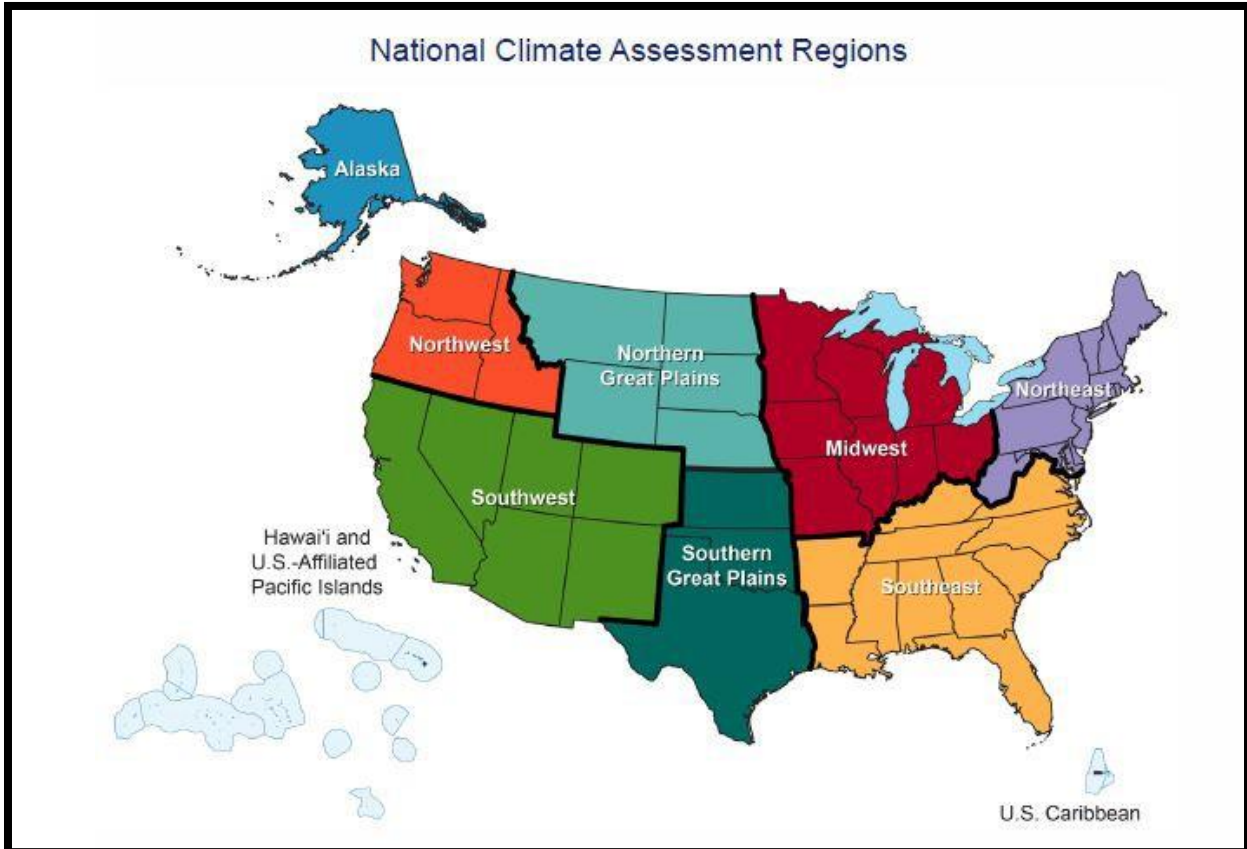 National Climate Assessment Regions
Alaska
Northwest
Northern
Great Plains
Northeast
Midwest
Southwest
Hawai'i and
U.S.-Affiliated
Pacific Islands
Southern
Great Plains
Southeast
U.S. Caribbean